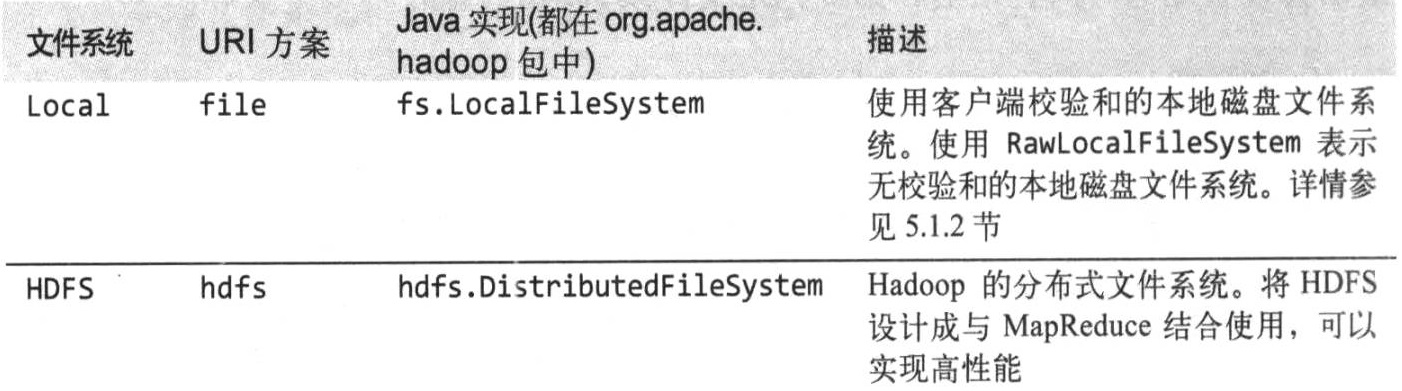 文件系统 URI 方案 Java 实现(都在 org.apache.
hadoop 包中) 描述
Local file fs.LocalFileSystem 使用客户端校验和的本地磁盘文件系
统。使用 RawLocalFileSystem 表示
无校验和的本地磁盘文件系统。详情参
见 5.1.2 节
HDFS hdfs hdfs.DistributedFileSystem Hadoop 的分布式文件系统。将 HDFS
设计成与 MapReduce 结合使用，可以
实现高性能